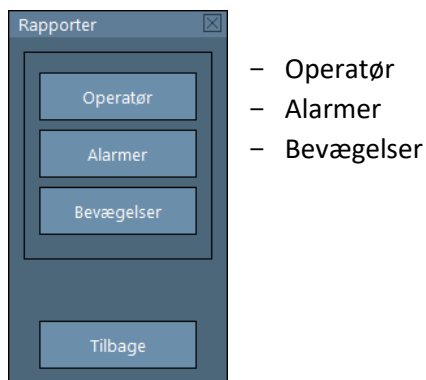 Rapporter
Operatør
Alarmer
Bevægelser
Tilbage
– Operatør
– Alarmer
– Bevægelser